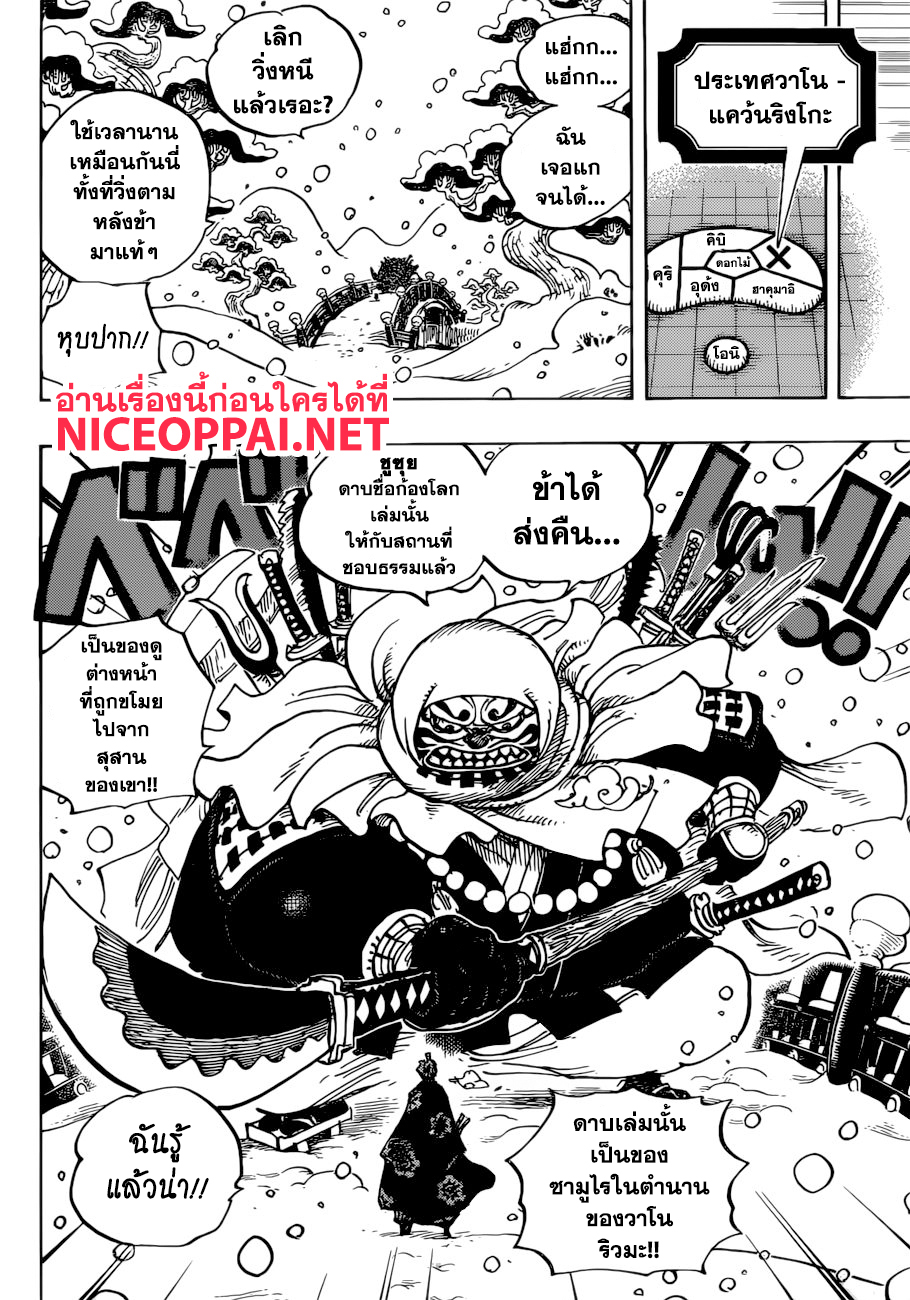 ประเทศวาโน -
แคว้นริงโกะ
คิบิ
ดอกไม้
คุริ
อุด้ง
ฮาคุมาอิ
โอนิ
แฮ่กก...
แฮ่กก...
ฉัน
เจอแก
จนได้...
เลิก
วิ่งหนี
แล้วเรอะ?
ใช้เวลานาน
เหมือนกันนี่
ทั้งที่วิ่งตาม
หลังข้า
มาแท้ๆ
หุบปาก!!
อ่านเรื่องนี้ก่อนใครได้ที่
NICEOPPAI.NET
ข้าได้
ส่งคืน...
ชูซุย
ดาบชื่อก้องโลก
เล่มนั้น
ให้กับสถานที่
ชอบธรรมแล้ว
ベベーン!!
เป็นของดู
ต่างหน้า
ที่ถูกขโมย
ไปจาก
สุสาน
ของเขา!!
ดาบเล่มนั้น
เป็นของ
ซามูไรในตำนาน
ของวาโน
ริวมะ!!
ฉันรู้
แล้วน่า!!